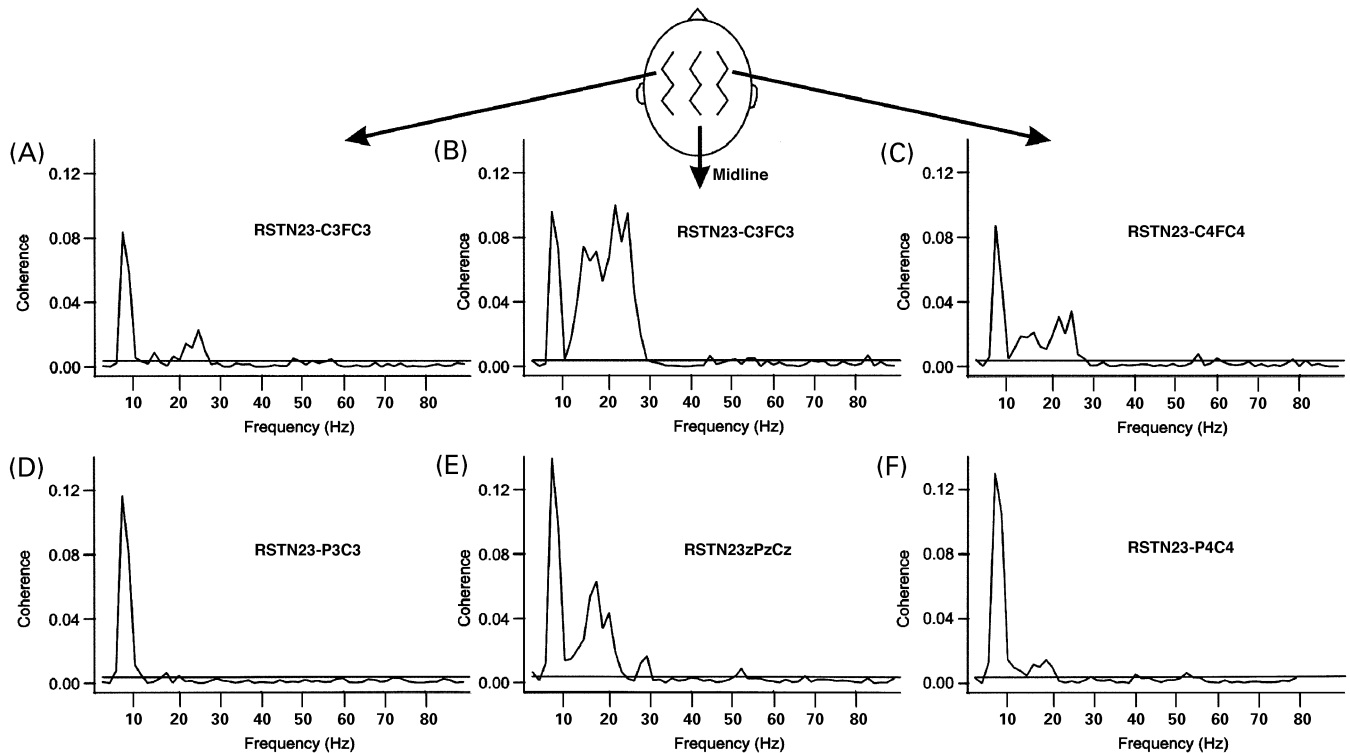 Midline
(A)
0.12
0.08
0.04
0.00
Coherence
RSTN23-C3FC3
10 20 30 40 50 60 70 80
Frequency (Hz)
(B)
0.12
0.08
0.04
0.00
Coherence
RSTN23-C3FC3
10 20 30 40 50 60 70 80
Frequency (Hz)
(C)
0.12
0.08
0.04
0.00
Coherence
RSTN23-C4FC4
10 20 30 40 50 60 70 80
Frequency (Hz)
(D)
0.12
0.08
0.04
0.00
Coherence
RSTN23-P3C3
10 20 30 40 50 60 70 80
Frequency (Hz)
(E)
0.12
0.08
0.04
0.00
Coherence
RSTN23zPzCz
10 20 30 40 50 60 70 80
Frequency (Hz)
(F)
0.12
0.08
0.04
0.00
Coherence
RSTN23-P4C4
10 20 30 40 50 60 70 80
Frequency (Hz)